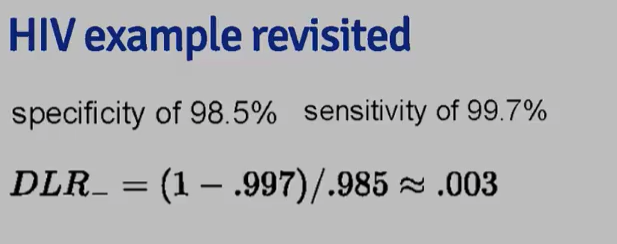 HIV example revisited
specificity of 98.5% sensitivity of 99.7%
DLR_ = (1 − .997)/.985 ≈ .003